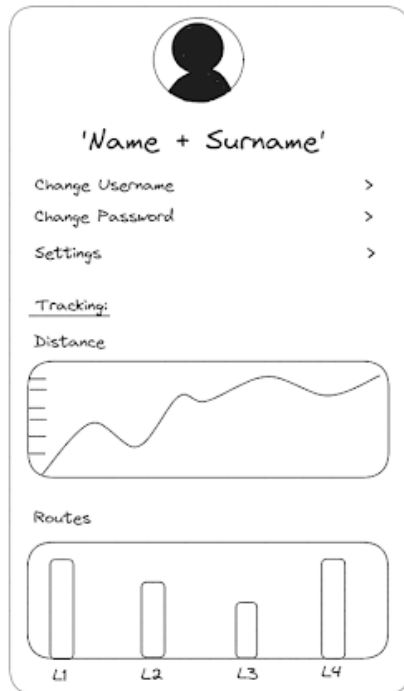 'Name + Surname'
Change Username >
Change Password >
Settings >
Tracking:
Distance
Routes
L1 L2 L3 L4